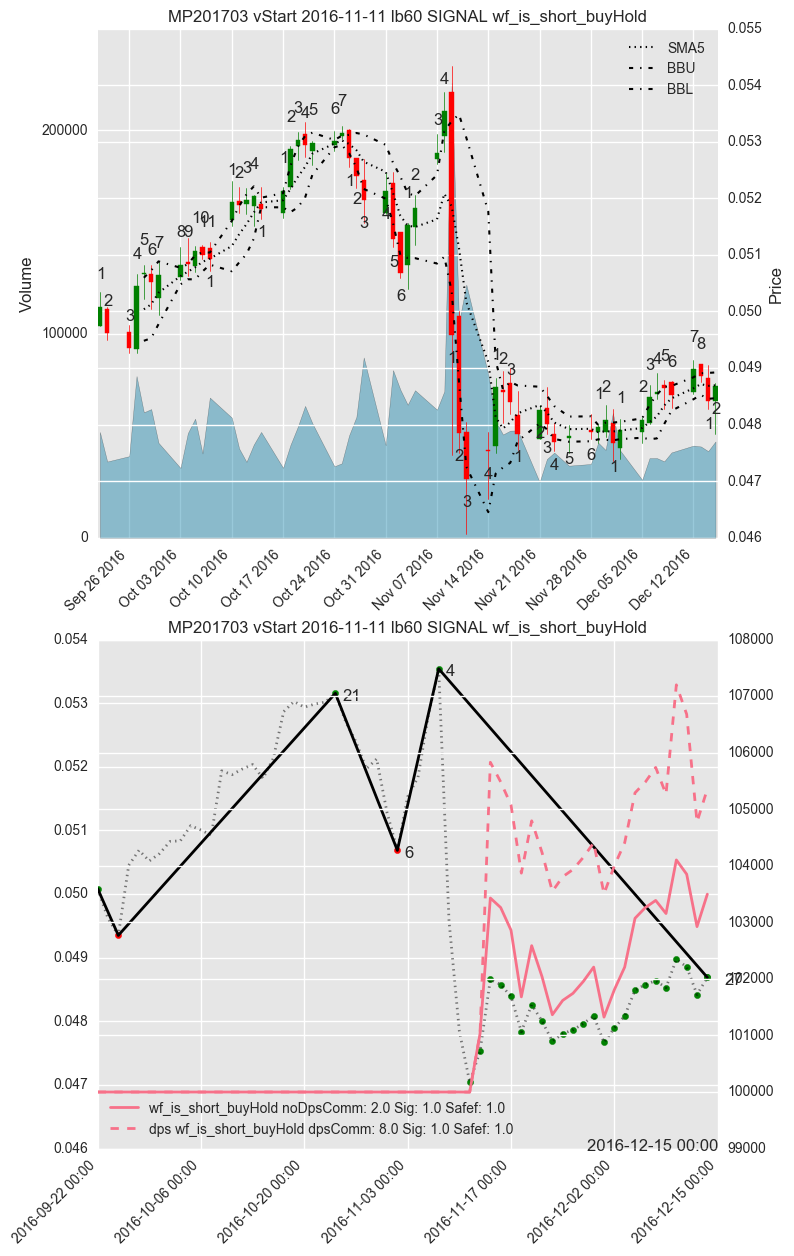 MP201703 vStart 2016-11-11 lb60 SIGNAL wf_is_short_buyHold
SMA5
BBU
BBL
Volume
200000
100000
0
Price
0.055
0.054
0.053
0.052
0.051
0.050
0.049
0.048
0.047
0.046
Sep 26 2016
Oct 03 2016
Oct 10 2016
Oct 17 2016
Oct 24 2016
Oct 31 2016
Nov 07 2016
Nov 14 2016
Nov 21 2016
Nov 28 2016
Dec 05 2016
Dec 12 2016
MP201703 vStart 2016-11-11 lb60 SIGNAL wf_is_short_buyHold
0.054
0.053
0.052
0.051
0.050
0.049
0.048
0.047
0.046
108000
107000
106000
105000
104000
103000
102000
101000
100000
99000
21
6
4
27
wf_is_short_buyHold noDpsComm: 2.0 Sig: 1.0 Safef: 1.0
dps wf_is_short_buyHold dpsComm: 8.0 Sig: 1.0 Safef: 1.0
2016-12-15 00:00
2016-09-22 00:00
2016-10-06 00:00
2016-10-20 00:00
2016-11-03 00:00
2016-11-17 00:00
2016-12-02 00:00
2016-12-15 00:00